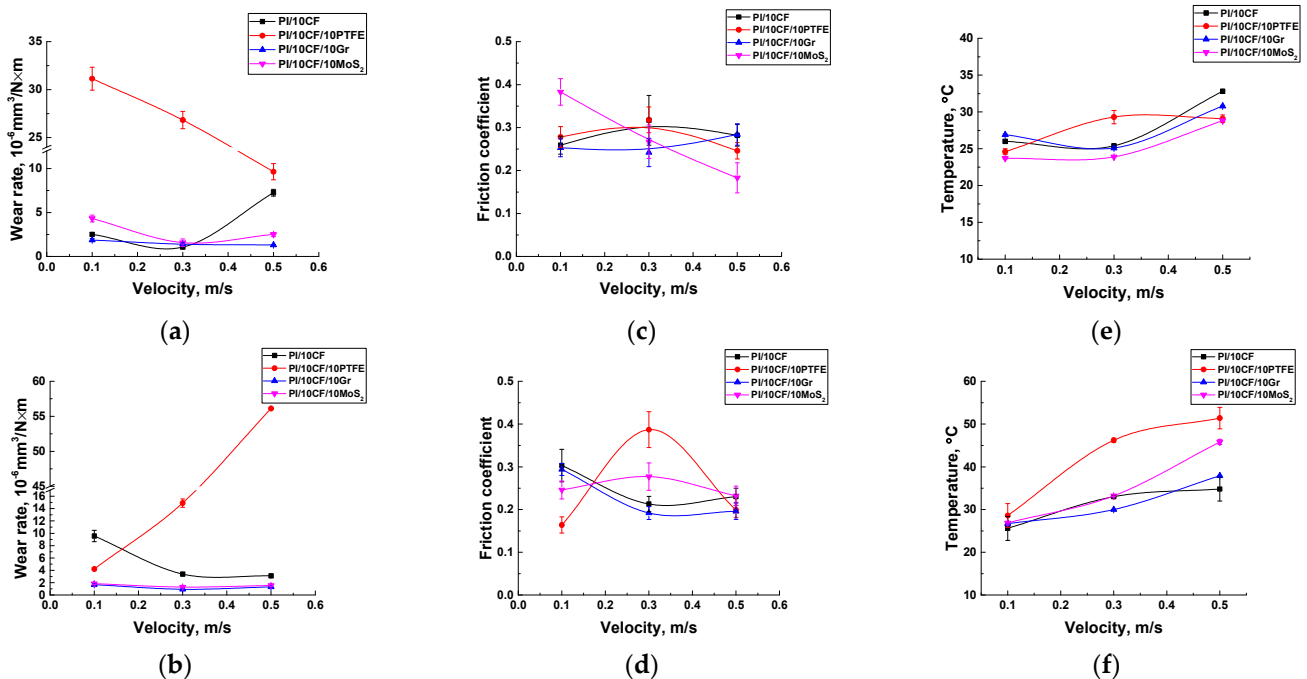 PI/10CF
PI/10CF/10PTFE
PI/10CF/10Gr
PI/10CF/10MoS₂
35
30
25
10
5
0
Wear rate, 10⁻⁶mm³/N×m
0.0 0.1 0.2 0.3 0.4 0.5 0.6
Velocity, m/s
(a)
PI/10CF
PI/10CF/10PTFE
PI/10CF/10Gr
PI/10CF/10MoS₂
0.5
0.4
0.3
0.2
0.1
0.0
Friction coefficient
0.0 0.1 0.2 0.3 0.4 0.5 0.6
Velocity, m/s
(c)
PI/10CF
PI/10CF/10PTFE
PI/10CF/10Gr
PI/10CF/10MoS₂
40
35
30
25
20
15
10
Temperature, °C
0.1 0.3 0.5
Velocity, m/s
(e)
PI/10CF
PI/10CF/10PTFE
PI/10CF/10Gr
PI/10CF/10MoS₂
60
55
50
45
16
14
12
10
8
6
4
2
0
Wear rate, 10⁻⁶mm³/N×m
0.0 0.1 0.2 0.3 0.4 0.5 0.6
Velocity, m/s
(b)
PI/10CF
PI/10CF/10PTFE
PI/10CF/10Gr
PI/10CF/10MoS₂
0.5
0.4
0.3
0.2
0.1
0.0
Friction coefficient
0.0 0.1 0.2 0.3 0.4 0.5 0.6
Velocity, m/s
(d)
PI/10CF
PI/10CF/10PTFE
PI/10CF/10Gr
PI/10CF/10MoS₂
60
50
40
30
20
10
Temperature, °C
0.1 0.3 0.5
Velocity, m/s
(f)